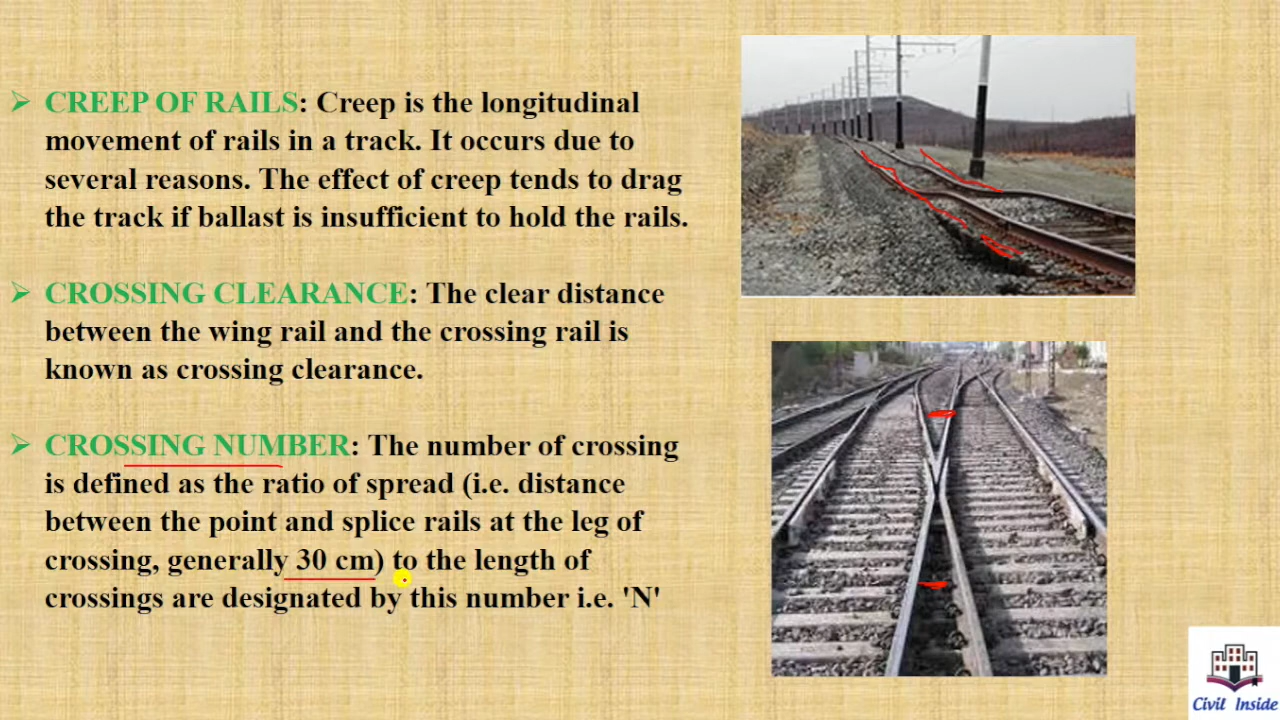 ➢ CREEP OF RAILS: Creep is the longitudinal
movement of rails in a track. It occurs due to
several reasons. The effect of creep tends to drag
the track if ballast is insufficient to hold the rails.
➢ CROSSING CLEARANCE: The clear distance
between the wing rail and the crossing rail is
known as crossing clearance.
➢ CROSSING NUMBER: The number of crossing
is defined as the ratio of spread (i.e. distance
between the point and splice rails at the leg of
crossing, generally 30 cm) to the length of
crossings are designated by this number i.e. 'N'
Civil Inside